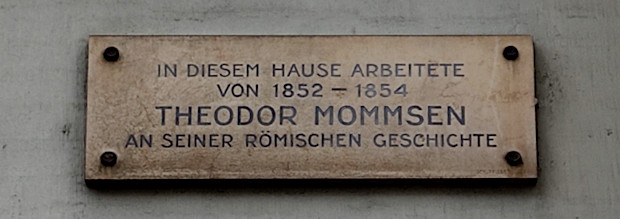 IN DIESEM HAUSE ARBEITETE
VON 1852 – 1854
THEODOR MOMMSEN
AN SEINER RÖMISCHEN GESCHICHTE